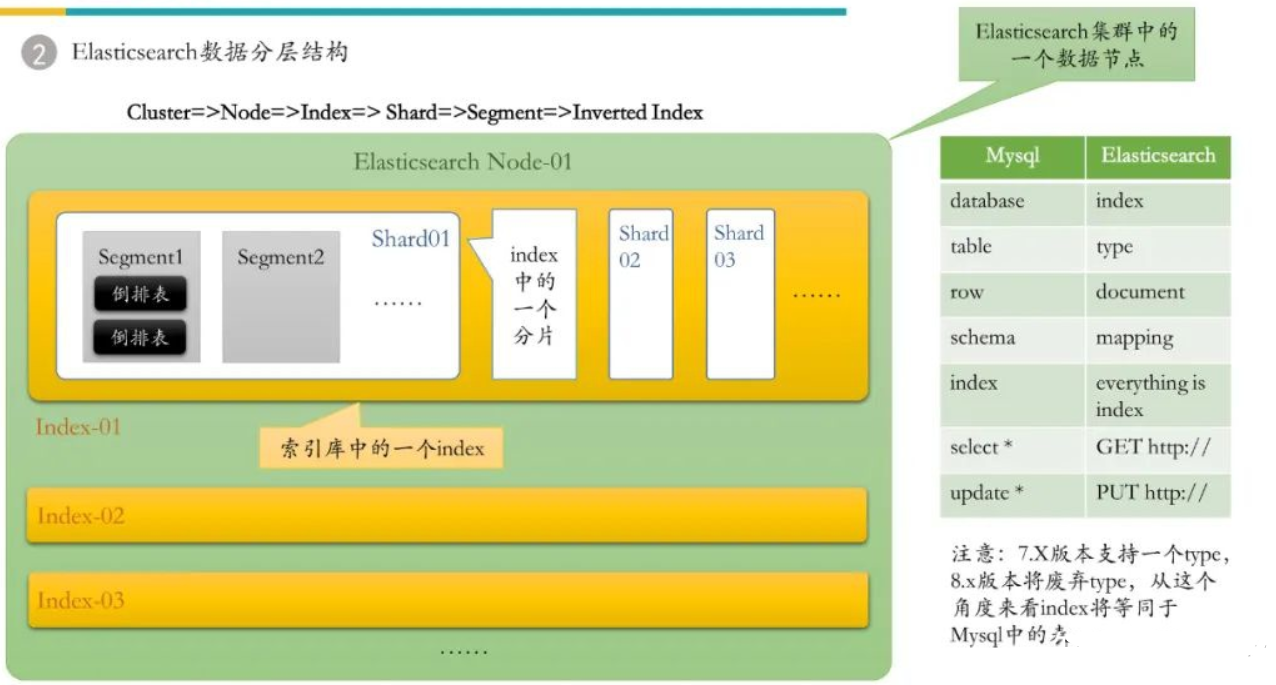 2 Elasticsearch数据分层结构
Elasticsearch集群中的
一个数据节点
Cluster=>Node=>Index=> Shard=>Segment=>Inverted Index
Elasticsearch Node-01
Segment1
倒排表
倒排表
Segment2
Shard01
......
index
中的
一个
分片
Shard
02
Shard
03
......
Index-01
索引库中的一个index
Index-02
Index-03
......
Mysql Elasticsearch
database index
table type
row document
schema mapping
index everything is
index
select * GET http://
update * PUT http://
注意：7.X版本支持一个type，
8.x版本将废弃type，从这个
角度来看index将等同于
Mysql中的表